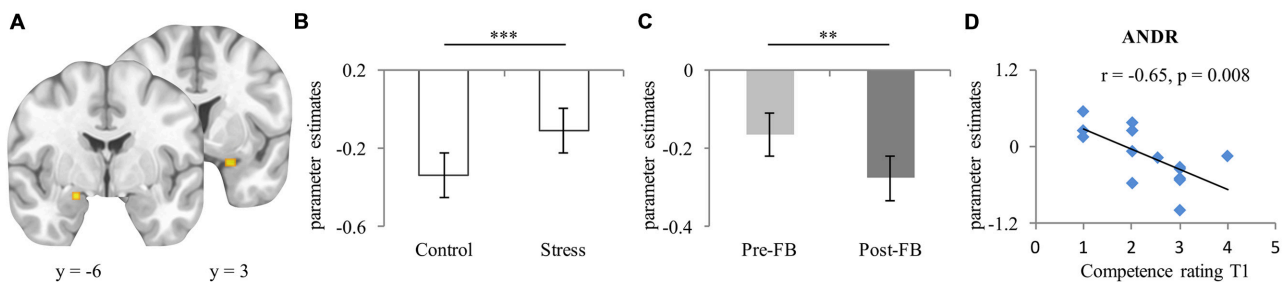 A
y = -6
y = 3
B
***
parameter estimates
0.2
-0.2
-0.6
Control
Stress
C
**
parameter estimates
0
-0.2
-0.4
Pre-FB
Post-FB
D
ANDR
r = -0.65, p = 0.008
parameter estimates
1.2
0
-1.2
0 1 2 3 4 5
Competence rating T1